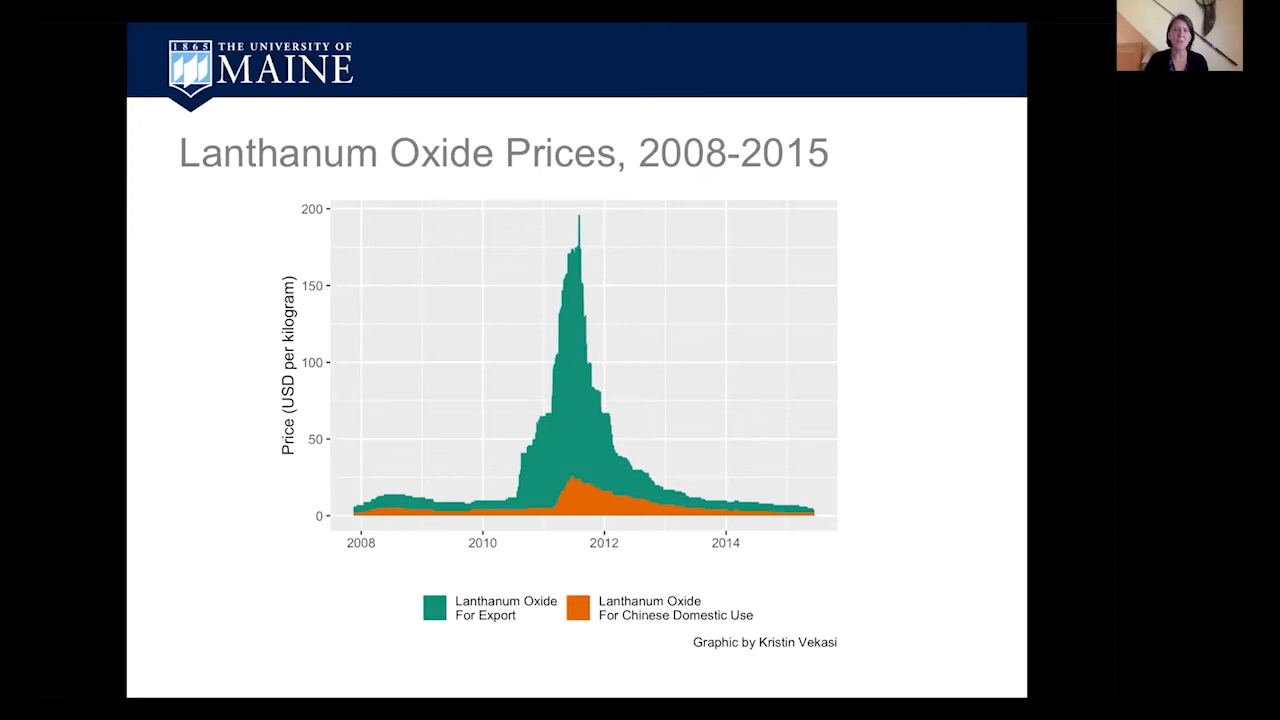 1865
THE UNIVERSITY OF
MAINE
Lanthanum Oxide Prices, 2008-2015
Price (USD per kilogram)
200
150
100
50
0
2008 2010 2012 2014
Lanthanum Oxide
For Export
Lanthanum Oxide
For Chinese Domestic Use
Graphic by Kristin Vekasi